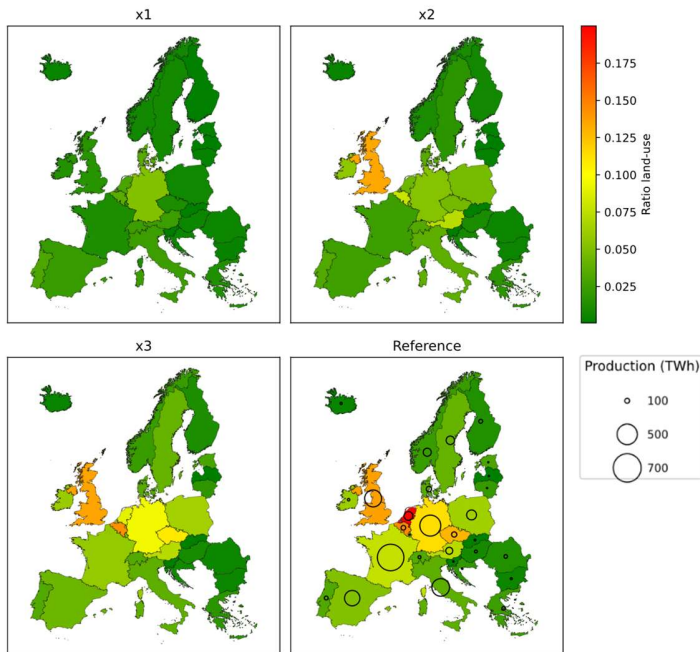 x1
x2
0.175
0.150
0.125
0.100
0.075
0.050
0.025
Ratio land-use
x3
Reference
Production (TWh)
100
500
700